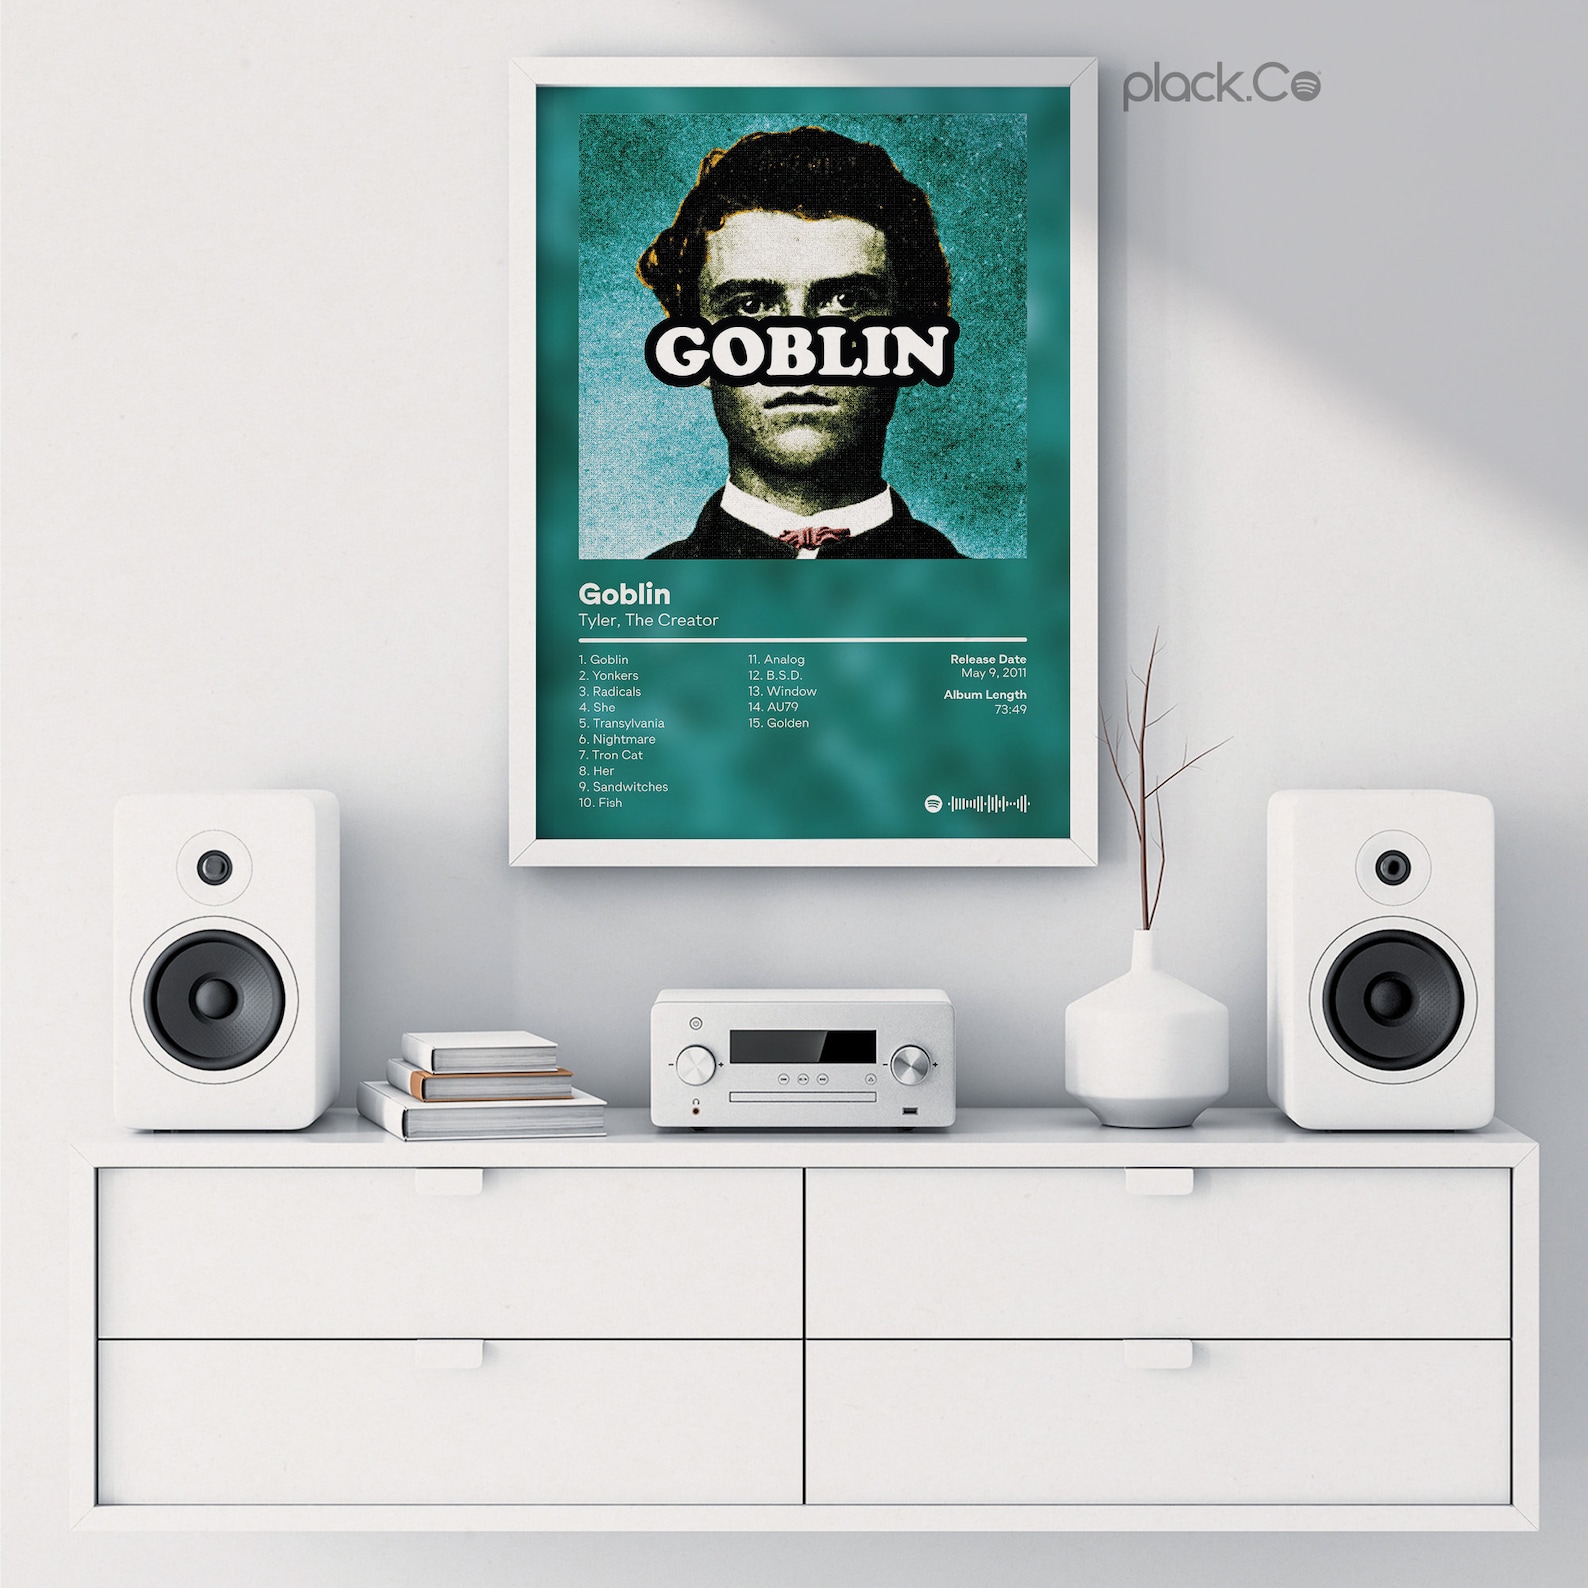 plack.Co
GOBLIN
Goblin
Tyler, The Creator
1. Goblin
2. Yonkers
3. Radicals
4. She
5. Transylvania
6. Nightmare
7. Tron Cat
8. Her
9. Sandwitches
10. Fish
11. Analog
12. B.S.D.
13. Window
14. AU79
15. Golden
Release Date
May 9, 2011
Album Length
73:49